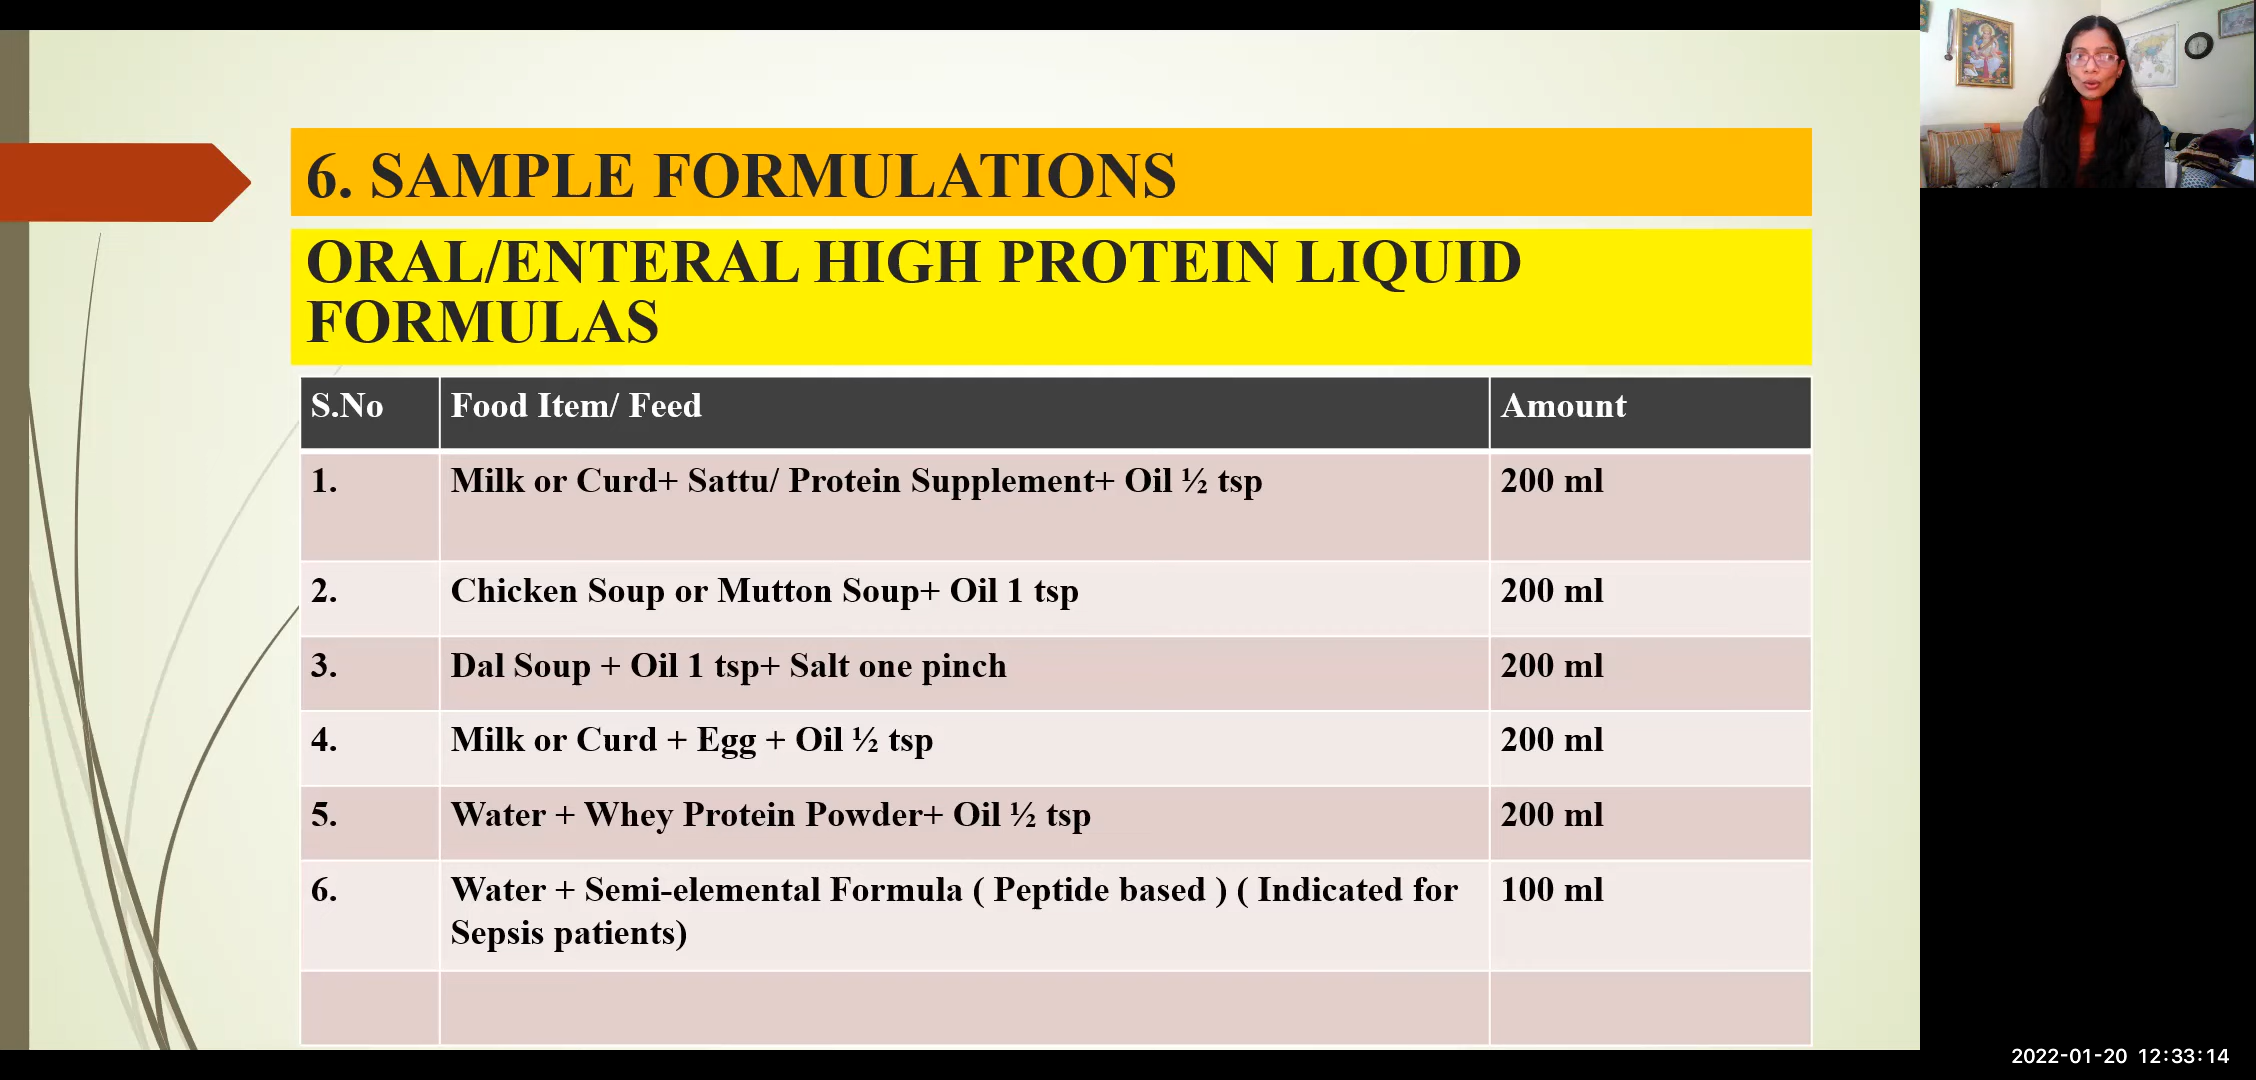 6. SAMPLE FORMULATIONS
ORAL/ENTERAL HIGH PROTEIN LIQUID
FORMULAS
S.No Food Item/ Feed Amount
1. Milk or Curd+ Sattu/ Protein Supplement+ Oil ½ tsp 200 ml
2. Chicken Soup or Mutton Soup+ Oil 1 tsp 200 ml
3. Dal Soup + Oil 1 tsp+ Salt one pinch 200 ml
4. Milk or Curd + Egg + Oil ½ tsp 200 ml
5. Water + Whey Protein Powder+ Oil ½ tsp 200 ml
6. Water + Semi-elemental Formula ( Peptide based ) ( Indicated for 100 ml
Sepsis patients)
2022-01-20 12:33:14